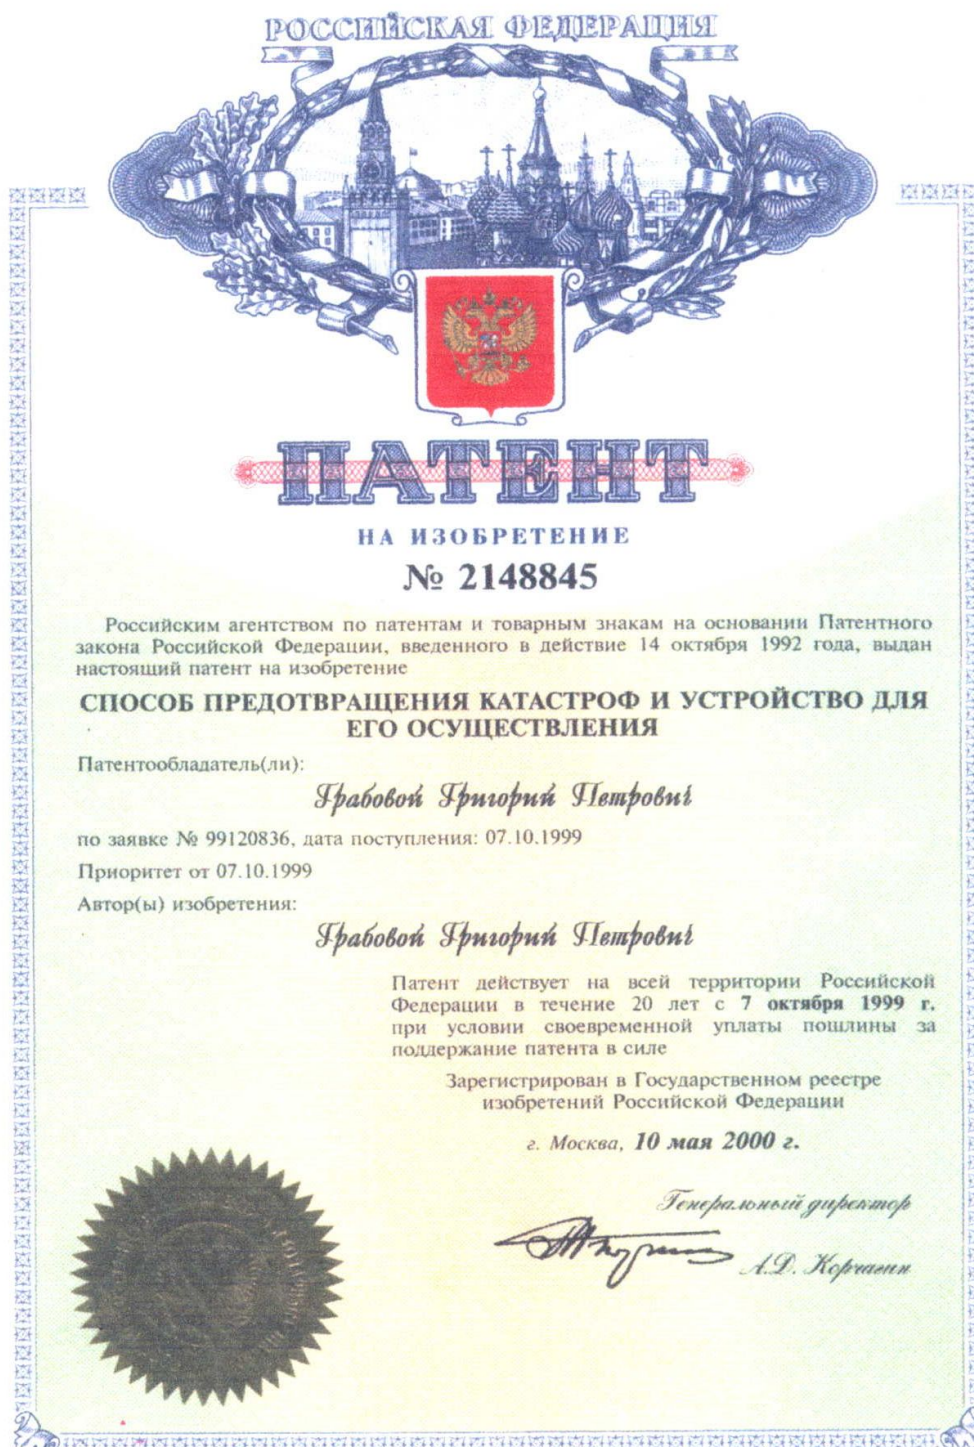 РОССИЙСКАЯ ФЕДЕРАЦИЯ
ПАТЕНТ
НА ИЗОБРЕТЕНИЕ
№ 2148845
Российским агентством по патентам и товарным знакам на основании Патентного
закона Российской Федерации, введенного в действие 14 октября 1992 года, выдан
настоящий патент на изобретение
СПОСОБ ПРЕДОТВРАЩЕНИЯ КАТАСТРОФ И УСТРОЙСТВО ДЛЯ
ЕГО ОСУЩЕСТВЛЕНИЯ
Патентообладатель(ли):
Грабовой Григорий Петрович
по заявке № 99120836, дата поступления: 07.10.1999
Приоритет от 07.10.1999
Автор(ы) изобретения:
Грабовой Григорий Петрович
Патент действует на всей территории Российской
Федерации в течение 20 лет с 7 октября 1999 г.
при условии своевременной уплаты пошлины за
поддержание патента в силе
Зарегистрирован в Государственном реестре
изобретений Российской Федерации
г. Москва, 10 мая 2000 г.
Генеральный директор
А.Д. Корчагин